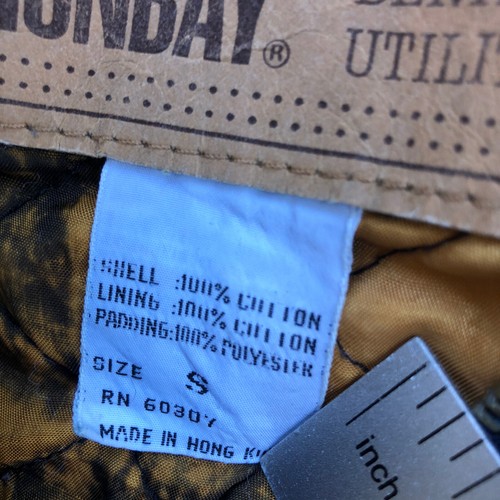 UTILI
SHELL :100% COTTON
LINING :100% COTTON
PADDING:100% POLYESTER
SIZE S
RN 60307
MADE IN HONG K
inch